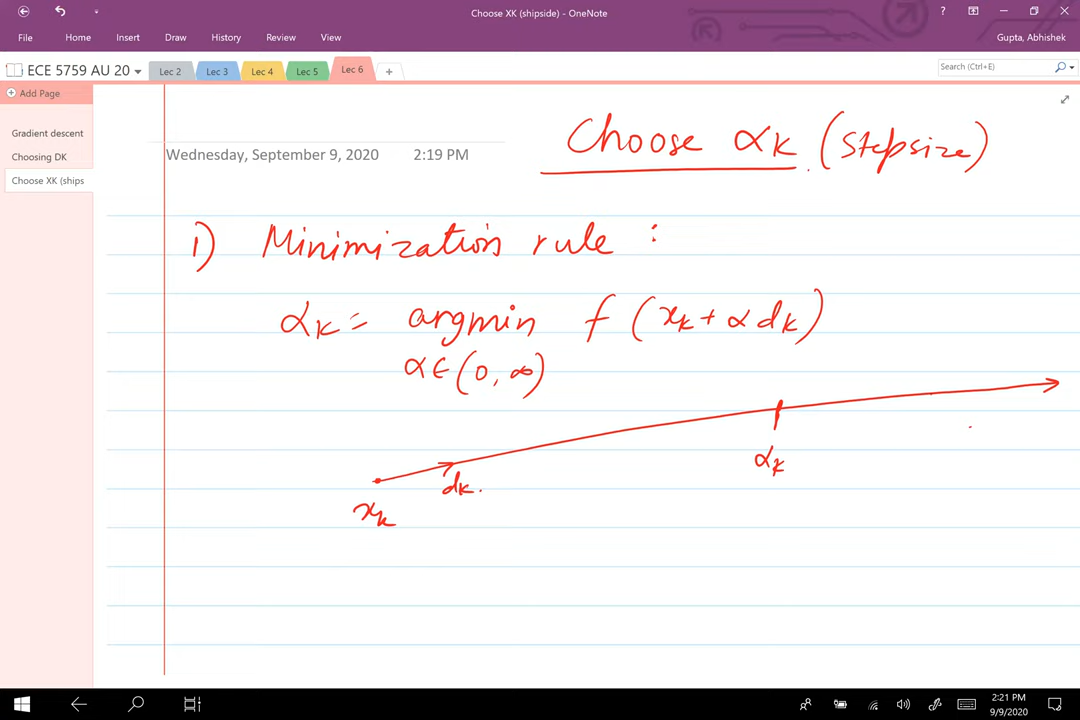 Choose XK (shipside) - OneNote
File Home Insert Draw History Review View
Gupta, Abhishek
ECE 5759 AU 20 Lec 2 Lec 3 Lec 4 Lec 5 Lec 6
Search (Ctrl+E)
Add Page
Gradient descent
Choosing DK
Choose XK (ships
Wednesday, September 9, 2020 2:19 PM
Choose αK (stepsize)
1) Minimization rule :
αK = argmin f (xK + α dK)
α∈(0, ∞)
αK
dK
xK
2:21 PM
9/9/2020